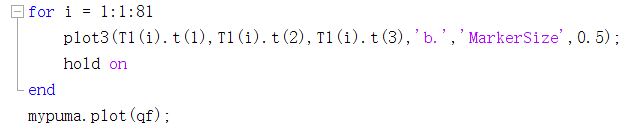 for i = 1:1:81
plot3(T1(i).t(1),T1(i).t(2),T1(i).t(3),'b.','MarkerSize',0.5);
hold on
end
mypuma.plot(qf);